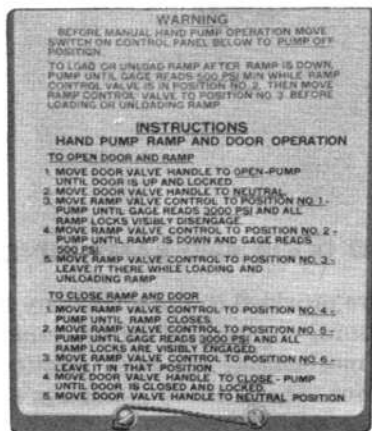 WARNING
BEFORE MANUAL HAND PUMP OPERATION MOVE
SWITCH ON CONTROL PANEL BELOW TO PUMP OFF
POSITION.
TO LOAD OR UNLOAD RAMP AFTER RAMP IS DOWN,
PUMP UNTIL GAGE READS 500 PSI MIN WHILE RAMP
CONTROL VALVE IS IN POSITION NO. 2, THEN MOVE
RAMP CONTROL VALVE TO POSITION NO. 3 BEFORE
LOADING OR UNLOADING RAMP
INSTRUCTIONS
HAND PUMP RAMP AND DOOR OPERATION
TO OPEN DOOR AND RAMP
1. MOVE DOOR VALVE HANDLE TO OPEN-PUMP
UNTIL DOOR IS UP AND LOCKED.
2. MOVE DOOR VALVE HANDLE TO NEUTRAL.
3. MOVE RAMP VALVE CONTROL TO POSITION NO. 1-
PUMP UNTIL GAGE READS 3000 PSI AND ALL
RAMP LOCKS VISIBLY DISENGAGE.
4. MOVE RAMP VALVE CONTROL TO POSITION NO. 2-
PUMP UNTIL RAMP IS DOWN AND GAGE READS
500 PSI.
5. MOVE RAMP VALVE CONTROL TO POSITION NO. 3-
LEAVE IT THERE WHILE LOADING AND
UNLOADING RAMP
TO CLOSE RAMP AND DOOR
1. MOVE RAMP VALVE CONTROL TO POSITION NO. 4-
PUMP UNTIL RAMP CLOSES.
2. MOVE RAMP VALVE CONTROL TO POSITION NO. 5-
PUMP UNTIL GAGE READS 3000 PSI AND ALL
RAMP LOCKS ARE VISIBLY ENGAGED.
3. MOVE RAMP VALVE CONTROL TO POSITION NO. 6-
LEAVE IT IN THAT POSITION.
4. MOVE DOOR VALVE HANDLE TO CLOSE-PUMP
UNTIL DOOR IS CLOSED AND LOCKED.
5. MOVE DOOR VALVE HANDLE TO NEUTRAL POSITION